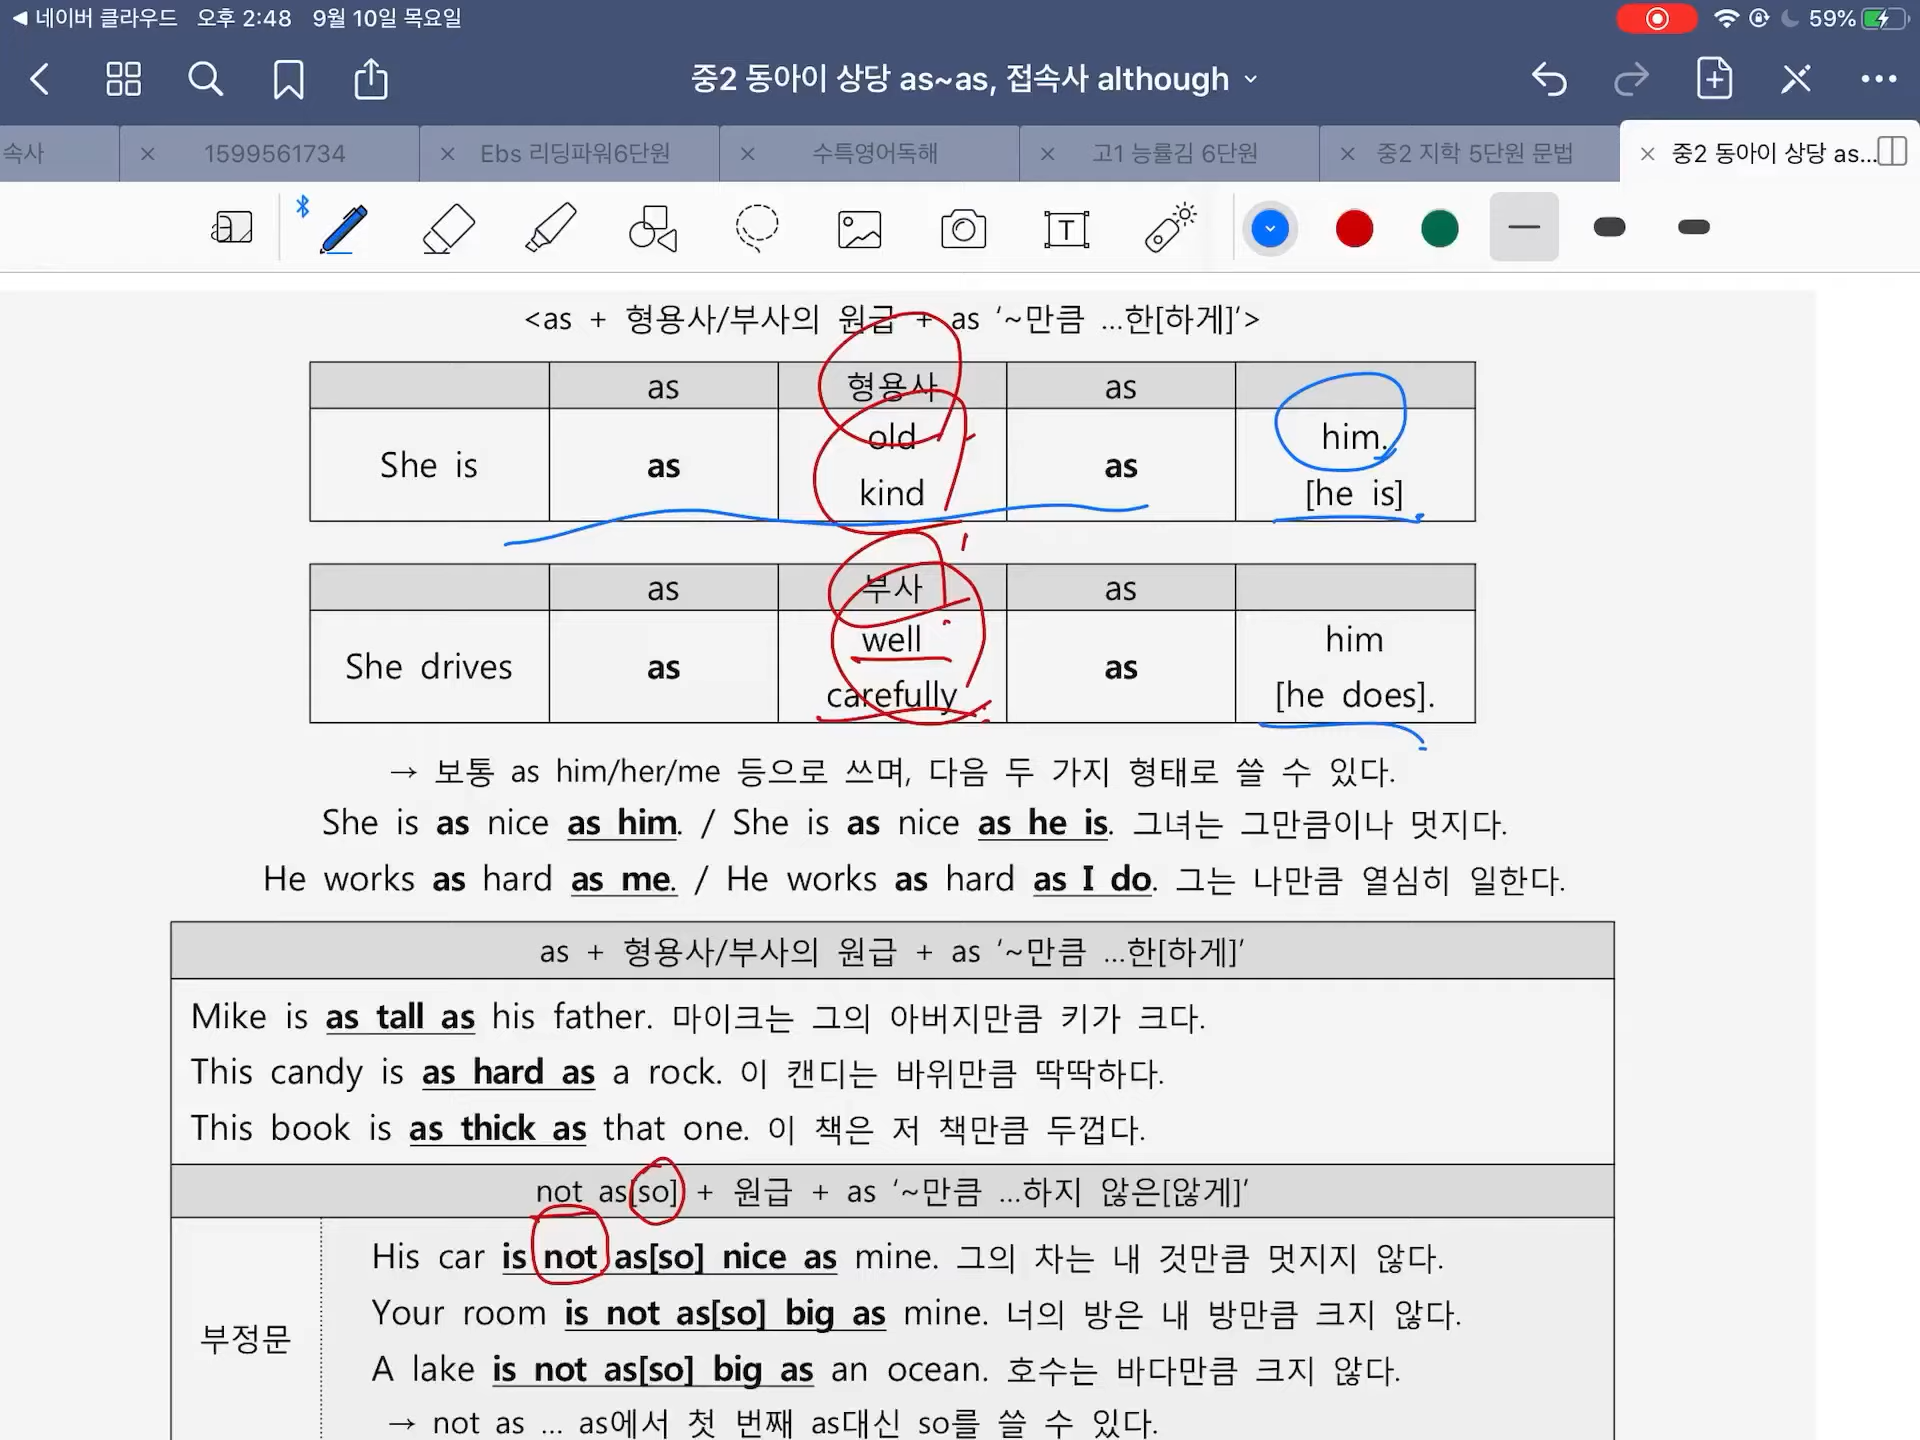 ◀ 네이버 클라우드 오후 2:48 9월 10일 목요일 59%
중2 동아이 상당 as~as, 접속사 although
속사 1599561734 Ebs 리딩파워6단원 수특영어독해 고1 능률김 6단원 중2 지학 5단원 문법 중2 동아이 상당 as...
<as + 형용사/부사의 원급 + as ‘~만큼 ...한[하게]’>
as 형용사 as
She is as old as him.
kind [he is]
as 부사 as
She drives as well as him
carefully [he does].
→ 보통 as him/her/me 등으로 쓰며, 다음 두 가지 형태로 쓸 수 있다.
She is as nice as him. / She is as nice as he is. 그녀는 그만큼이나 멋지다.
He works as hard as me. / He works as hard as I do. 그는 나만큼 열심히 일한다.
as + 형용사/부사의 원급 + as ‘~만큼 ...한[하게]’
Mike is as tall as his father. 마이크는 그의 아버지만큼 키가 크다.
This candy is as hard as a rock. 이 캔디는 바위만큼 딱딱하다.
This book is as thick as that one. 이 책은 저 책만큼 두껍다.
not as[so] + 원급 + as ‘~만큼 ...하지 않은[않게]’
His car is not as[so] nice as mine. 그의 차는 내 것만큼 멋지지 않다.
Your room is not as[so] big as mine. 너의 방은 내 방만큼 크지 않다.
부정문
A lake is not as[so] big as an ocean. 호수는 바다만큼 크지 않다.
→ not as ... as에서 첫 번째 as대신 so를 쓸 수 있다.